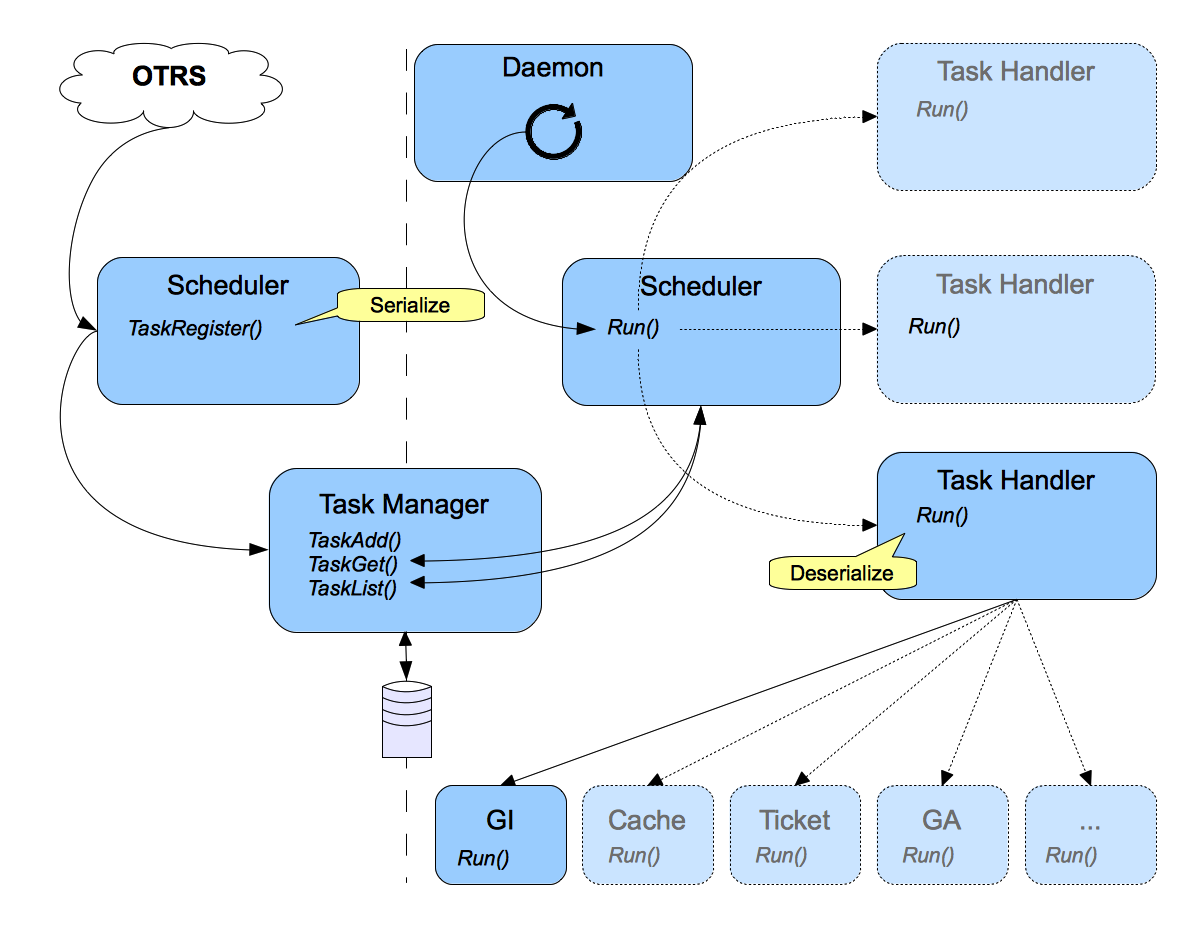 OTRS
Daemon
Task Handler
Run()
Scheduler
TaskRegister()
Serialize
Scheduler
Run()
Task Handler
Run()
Task Manager
TaskAdd()
TaskGet()
TaskList()
Task Handler
Run()
Deserialize
GI
Run()
Cache
Run()
Ticket
Run()
GA
Run()
...
Run()